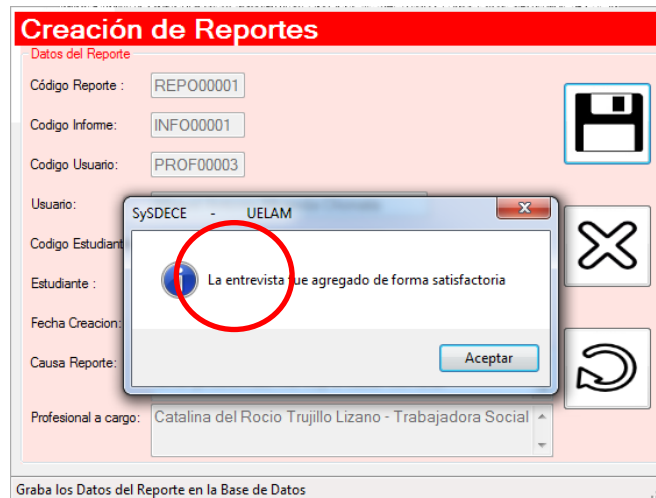 Creación de Reportes
Datos del Reporte
Código Reporte : REPO00001
Codigo Informe: INFO00001
Codigo Usuario: PROF00003
Usuario:
SySDECE - UELAM
Codigo Estudiant
La entrevista fue agregado de forma satisfactoria
Estudiante :
Fecha Creacion:
Causa Reporte:
Aceptar
Profesional a cargo: Catalina del Rocio Trujillo Lizano - Trabajadora Social
Graba los Datos del Reporte en la Base de Datos